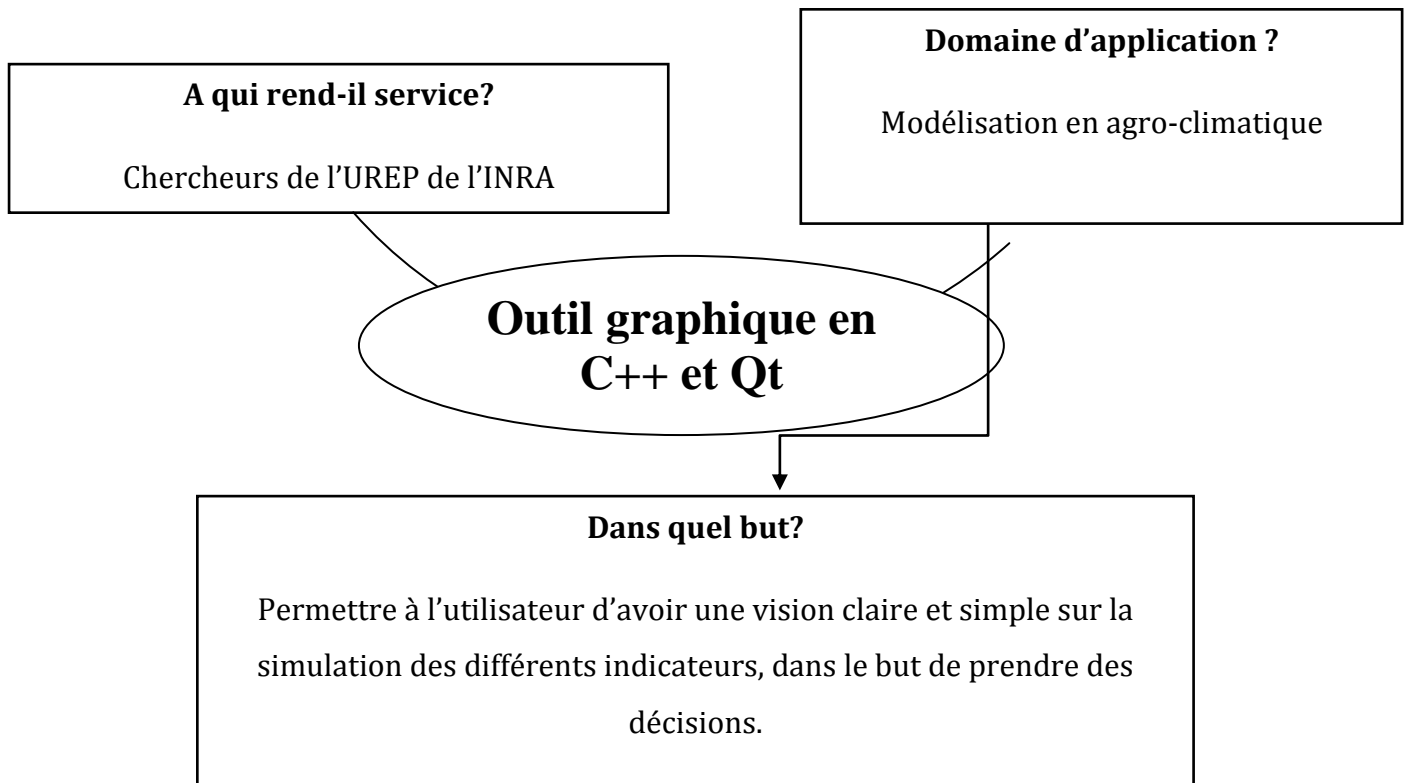 A qui rend-il service?
Chercheurs de l’UREP de l’INRA
Domaine d’application ?
Modélisation en agro-climatique
Outil graphique en
C++ et Qt
Dans quel but?
Permettre à l’utilisateur d’avoir une vision claire et simple sur la
simulation des différents indicateurs, dans le but de prendre des
décisions.